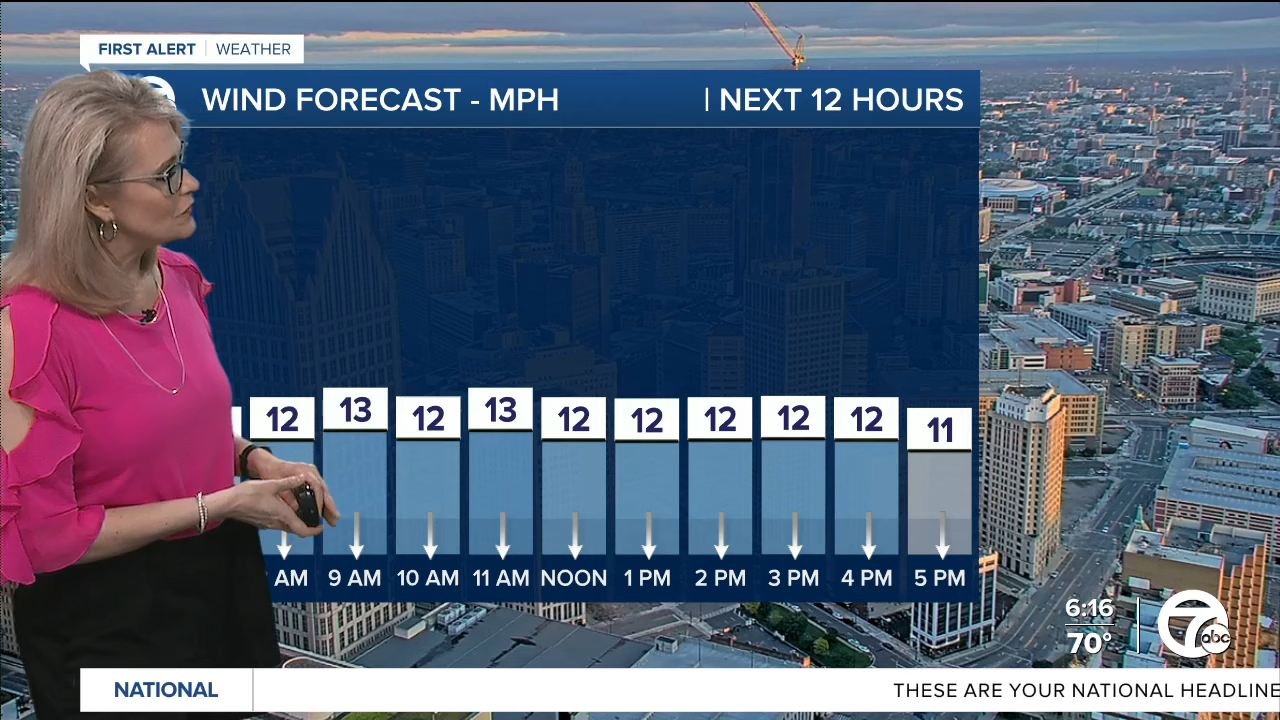 FIRST ALERT | WEATHER
WIND FORECAST - MPH | NEXT 12 HOURS
12 13 12 13 12 12 12 12 12 11
AM 9 AM 10 AM 11 AM NOON 1 PM 2 PM 3 PM 4 PM 5 PM
6:16
70°
7 abc
NATIONAL THESE ARE YOUR NATIONAL HEADLINE